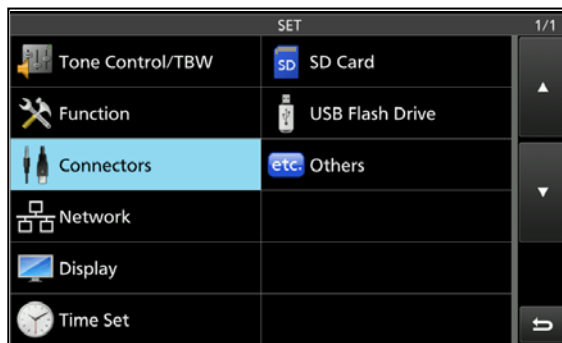 SET 1/1
Tone Control/TBW
SD SD Card
Function
USB Flash Drive
Connectors
etc. Others
Network
Display
Time Set